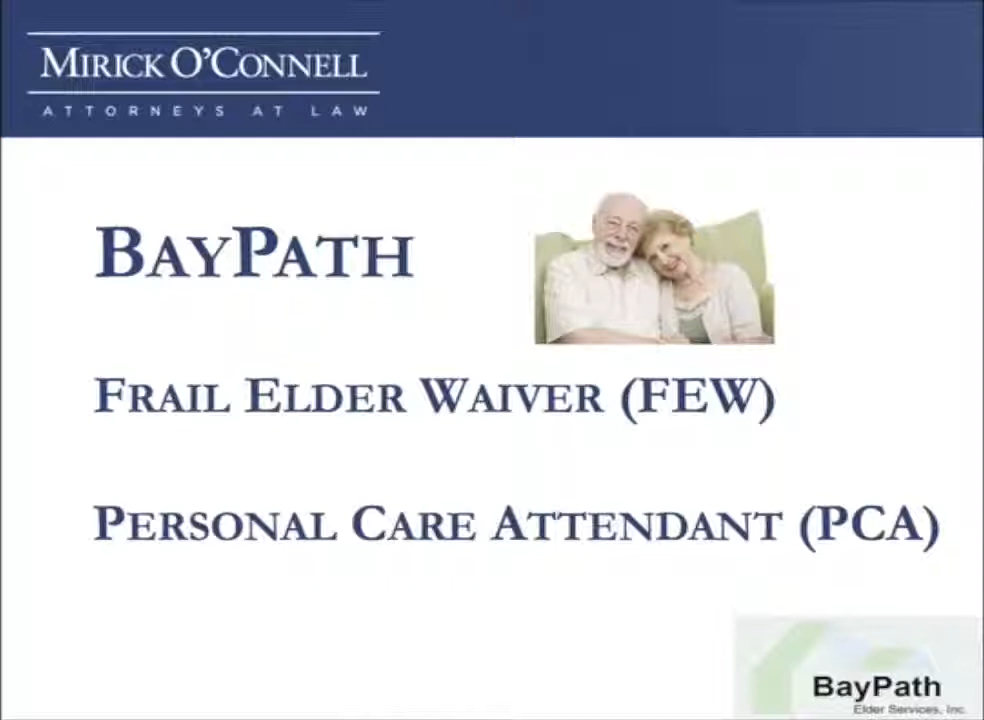 MIRICK O'CONNELL
ATTORNEYS AT LAW
BAYPATH
FRAIL ELDER WAIVER (FEW)
PERSONAL CARE ATTENDANT (PCA)
BayPath
Elder Services, Inc.